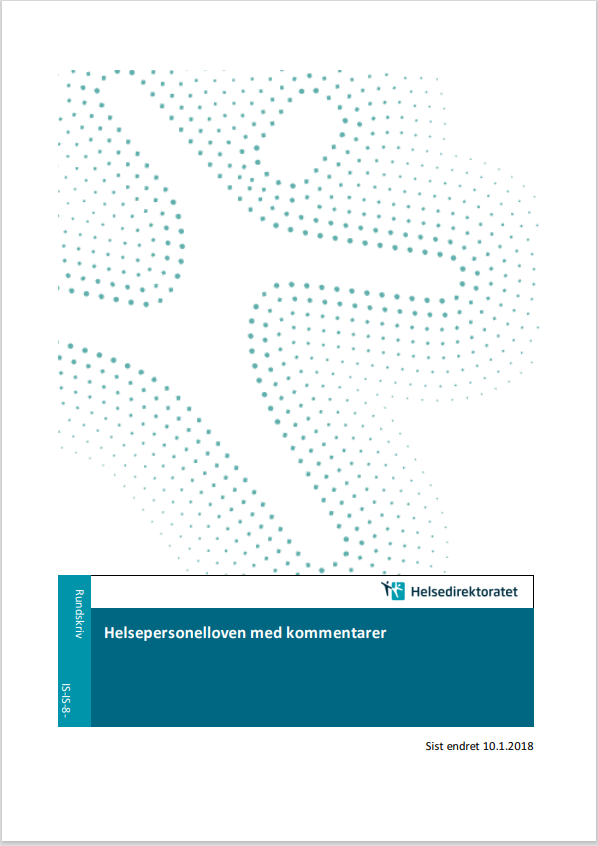 Helsedirektoratet
Rundskriv
IS-IS-8-
Helsepersonelloven med kommentarer
Sist endret 10.1.2018